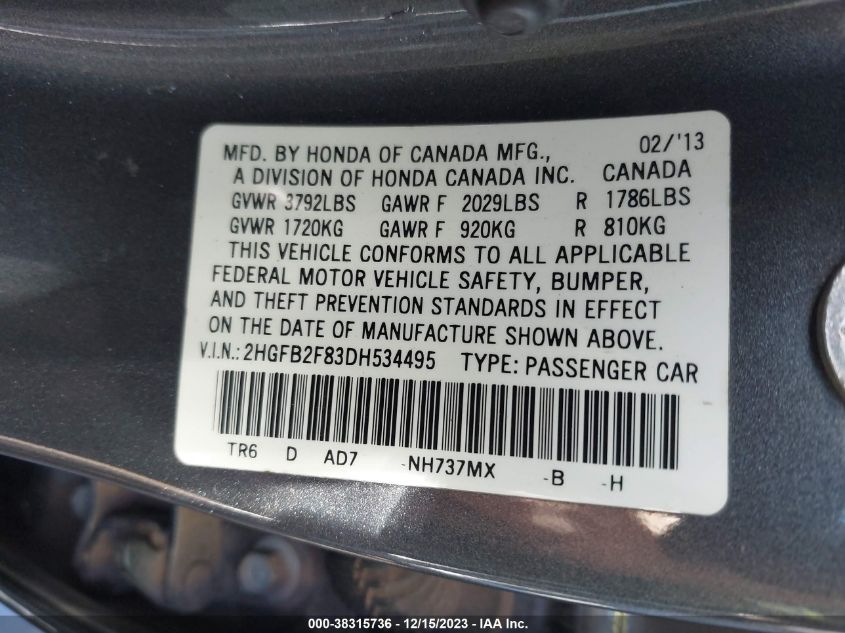 02/'13
MFD. BY HONDA OF CANADA MFG.,
A DIVISION OF HONDA CANADA INC. CANADA
GVWR 3792LBS GAWR F 2029LBS R 1786LBS
GVWR 1720KG GAWR F 920KG R 810KG
THIS VEHICLE CONFORMS TO ALL APPLICABLE
FEDERAL MOTOR VEHICLE SAFETY, BUMPER,
AND THEFT PREVENTION STANDARDS IN EFFECT
ON THE DATE OF MANUFACTURE SHOWN ABOVE.
V.I.N.: 2HGFB2F83DH534495 TYPE: PASSENGER CAR
TR6 D AD7 -NH737MX -B -H
000-38315736 - 12/15/2023 - IAA Inc.